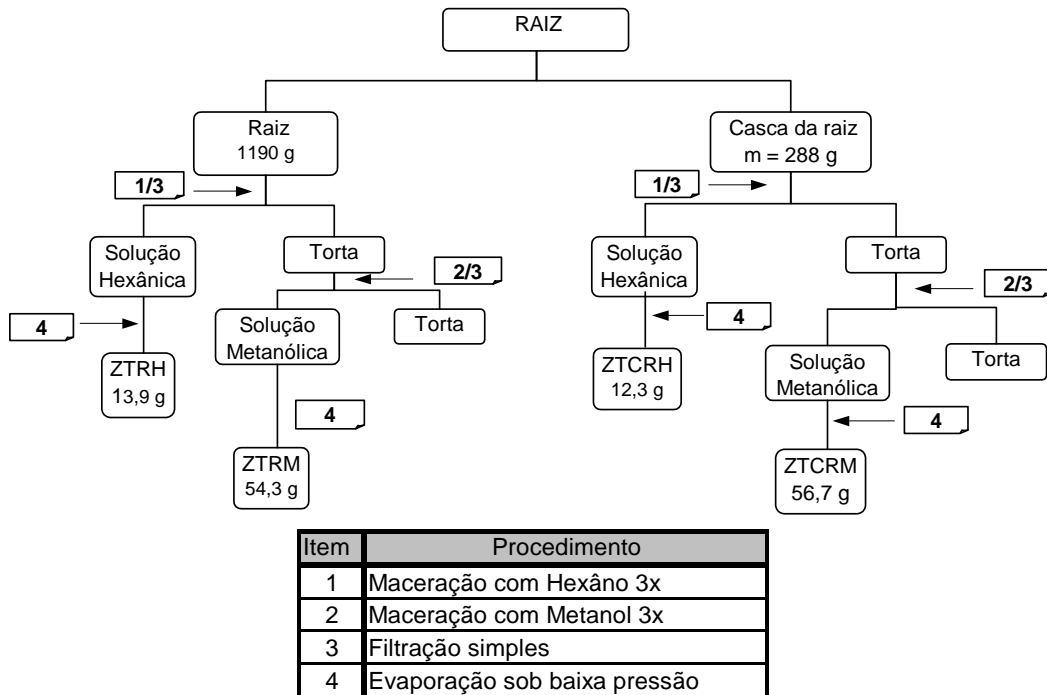 RAIZ
Raiz
1190 g
Casca da raiz
m = 288 g
1/3
1/3
Solução
Hexânica
Torta
Solução
Hexânica
Torta
2/3
2/3
4
Solução
Metanólica
Torta
4
Solução
Metanólica
Torta
ZTRH
13,9 g
ZTCRH
12,3 g
4
4
ZTRM
54,3 g
ZTCRM
56,7 g
Item Procedimento
1 Maceração com Hexâno 3x
2 Maceração com Metanol 3x
3 Filtração simples
4 Evaporação sob baixa pressão